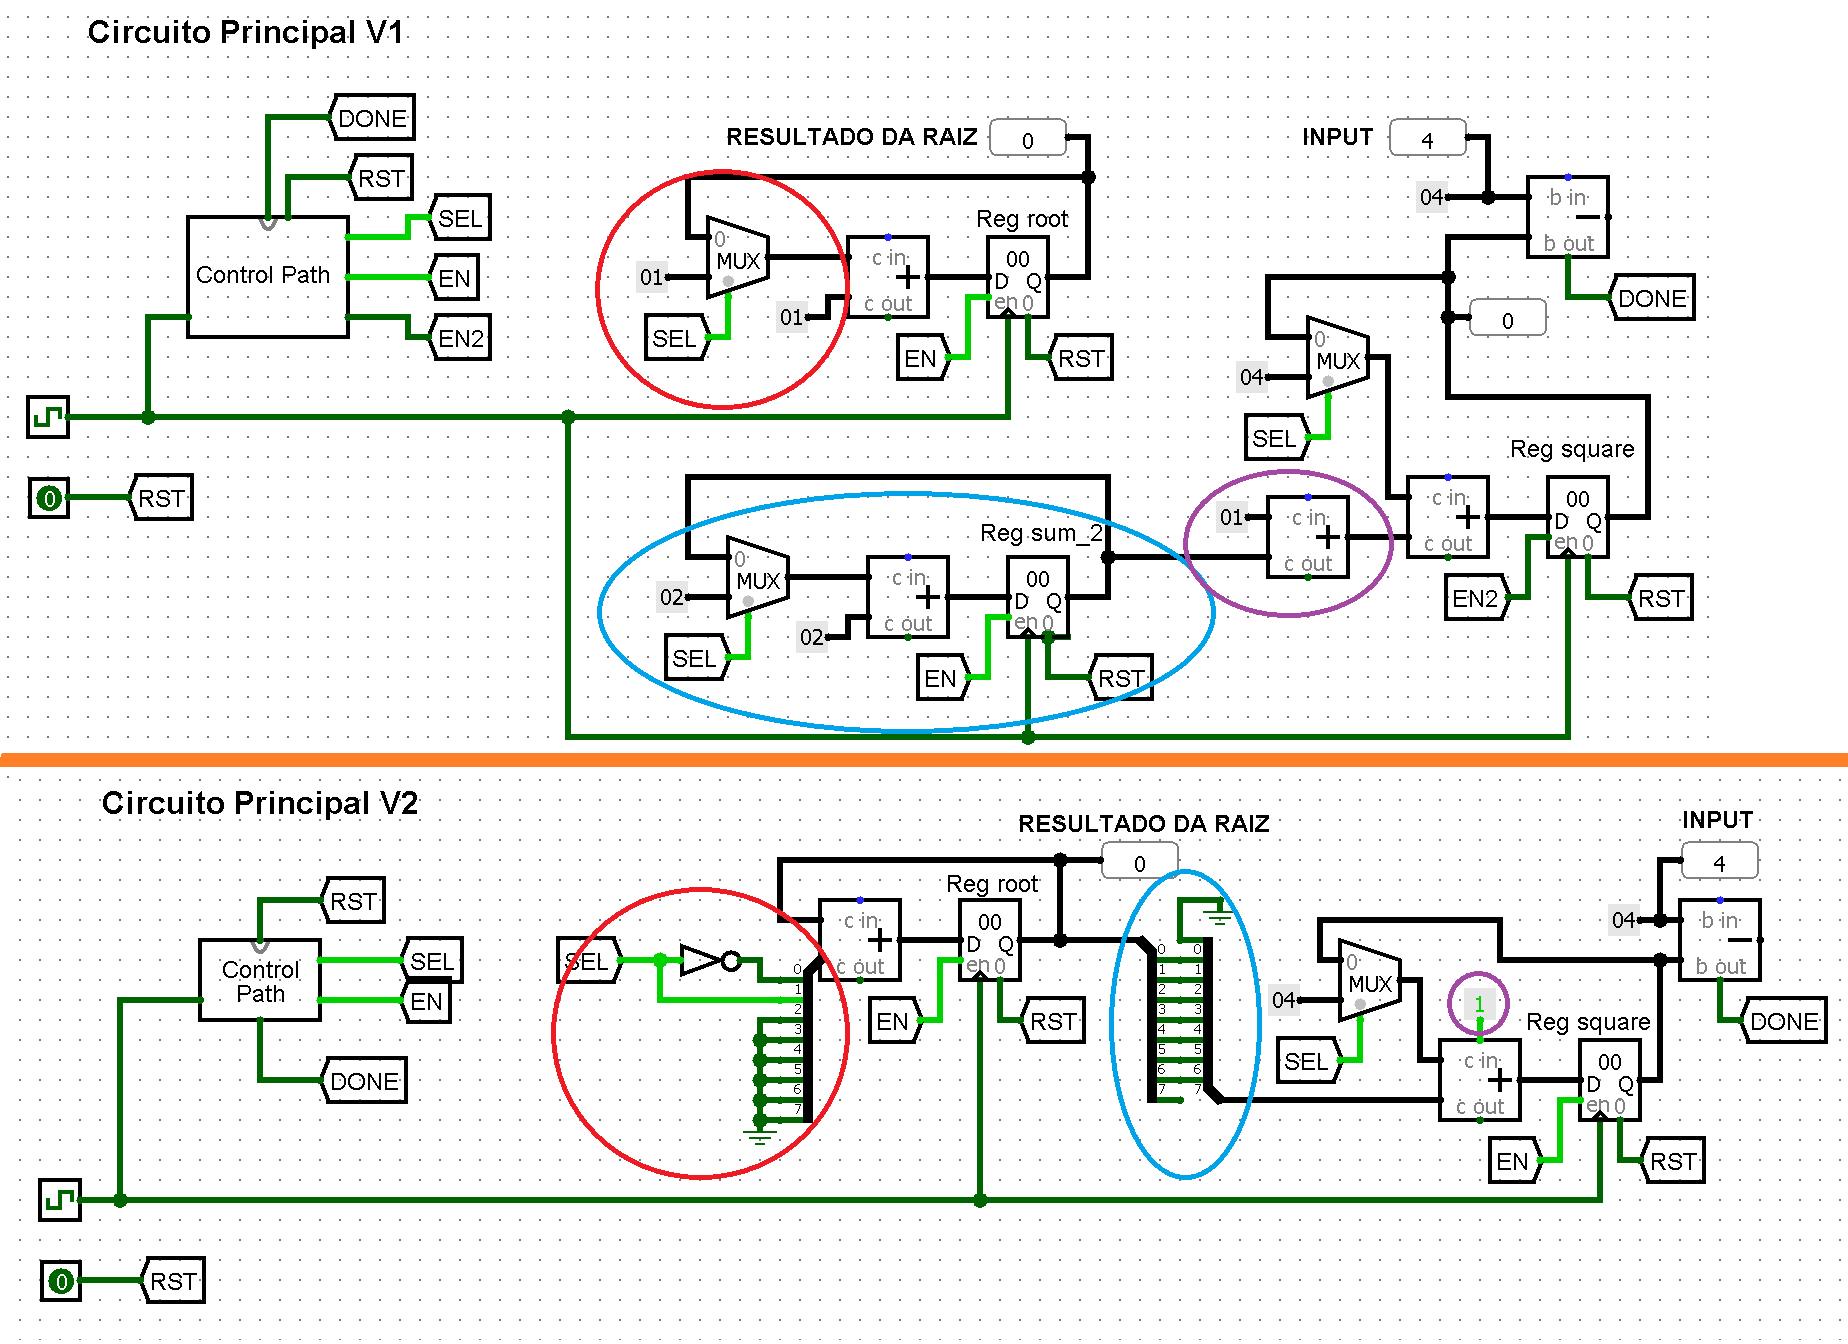 Circuito Principal V1
DONE
RST
SEL
EN
EN2
Control Path
RST
RESULTADO DA RAIZ 0
Reg root
0
MUX
01
SEL
c in
c out
01
00
D Q
en 0
EN
RST
INPUT 4
04
b in
b out
DONE
0
0
MUX
04
SEL
Reg square
Reg sum_2
0
MUX
02
SEL
c in
c out
02
00
D Q
en 0
EN
RST
01
c in
c out
c in
c out
00
D Q
en 0
EN2
RST
0
Circuito Principal V2
RST
SEL
EN
Control
Path
DONE
RESULTADO DA RAIZ
0
Reg root
SEL
0
1
2
3
4
5
6
7
c in
c out
00
D Q
en 0
EN
RST
0 0
1 1
2 2
3 3
4 4
5 5
6 6
7 7
INPUT
4
04
b in
b out
DONE
0
MUX
04
SEL
1
c in
c out
Reg square
00
D Q
en 0
EN
RST
0
RST